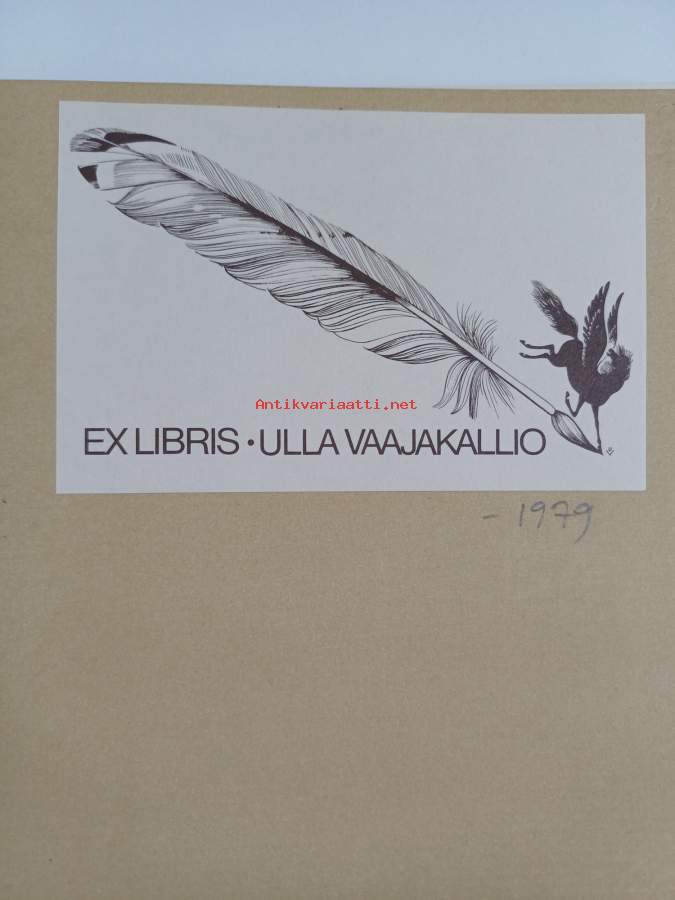 Antikvariaatti.net
EX LIBRIS • ULLA VAAJAKALLIO
- 1979